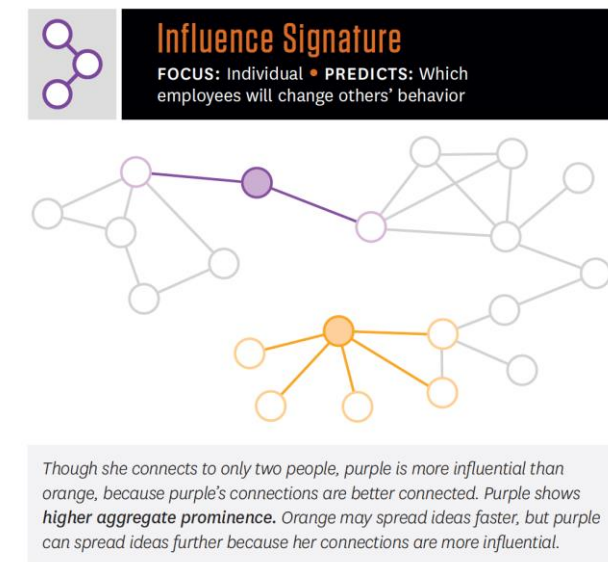 Influence Signature
FOCUS: Individual • PREDICTS: Which
employees will change others’ behavior
Though she connects to only two people, purple is more influential than
orange, because purple’s connections are better connected. Purple shows
higher aggregate prominence. Orange may spread ideas faster, but purple
can spread ideas further because her connections are more influential.